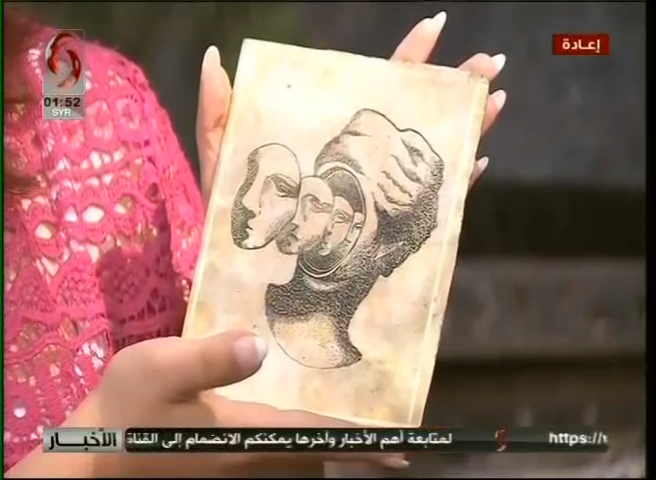 إعادة
01:52
SYR
الأخبار
لمتابعة أهم الأخبار وآخرها يمكنكم الانضمام إلى القناة
https://